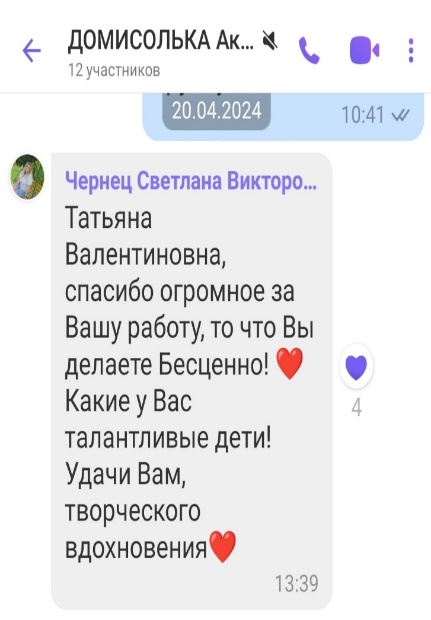 ДОМИСОЛЬКА Ак...
12 участников
20.04.2024
10:41
Чернец Светлана Викторо...
Татьяна
Валентиновна,
спасибо огромное за
Вашу работу, то что Вы
делаете Бесценно! ❤️
Какие у Вас
талантливые дети!
Удачи Вам,
творческого
вдохновения❤️
4
13:39